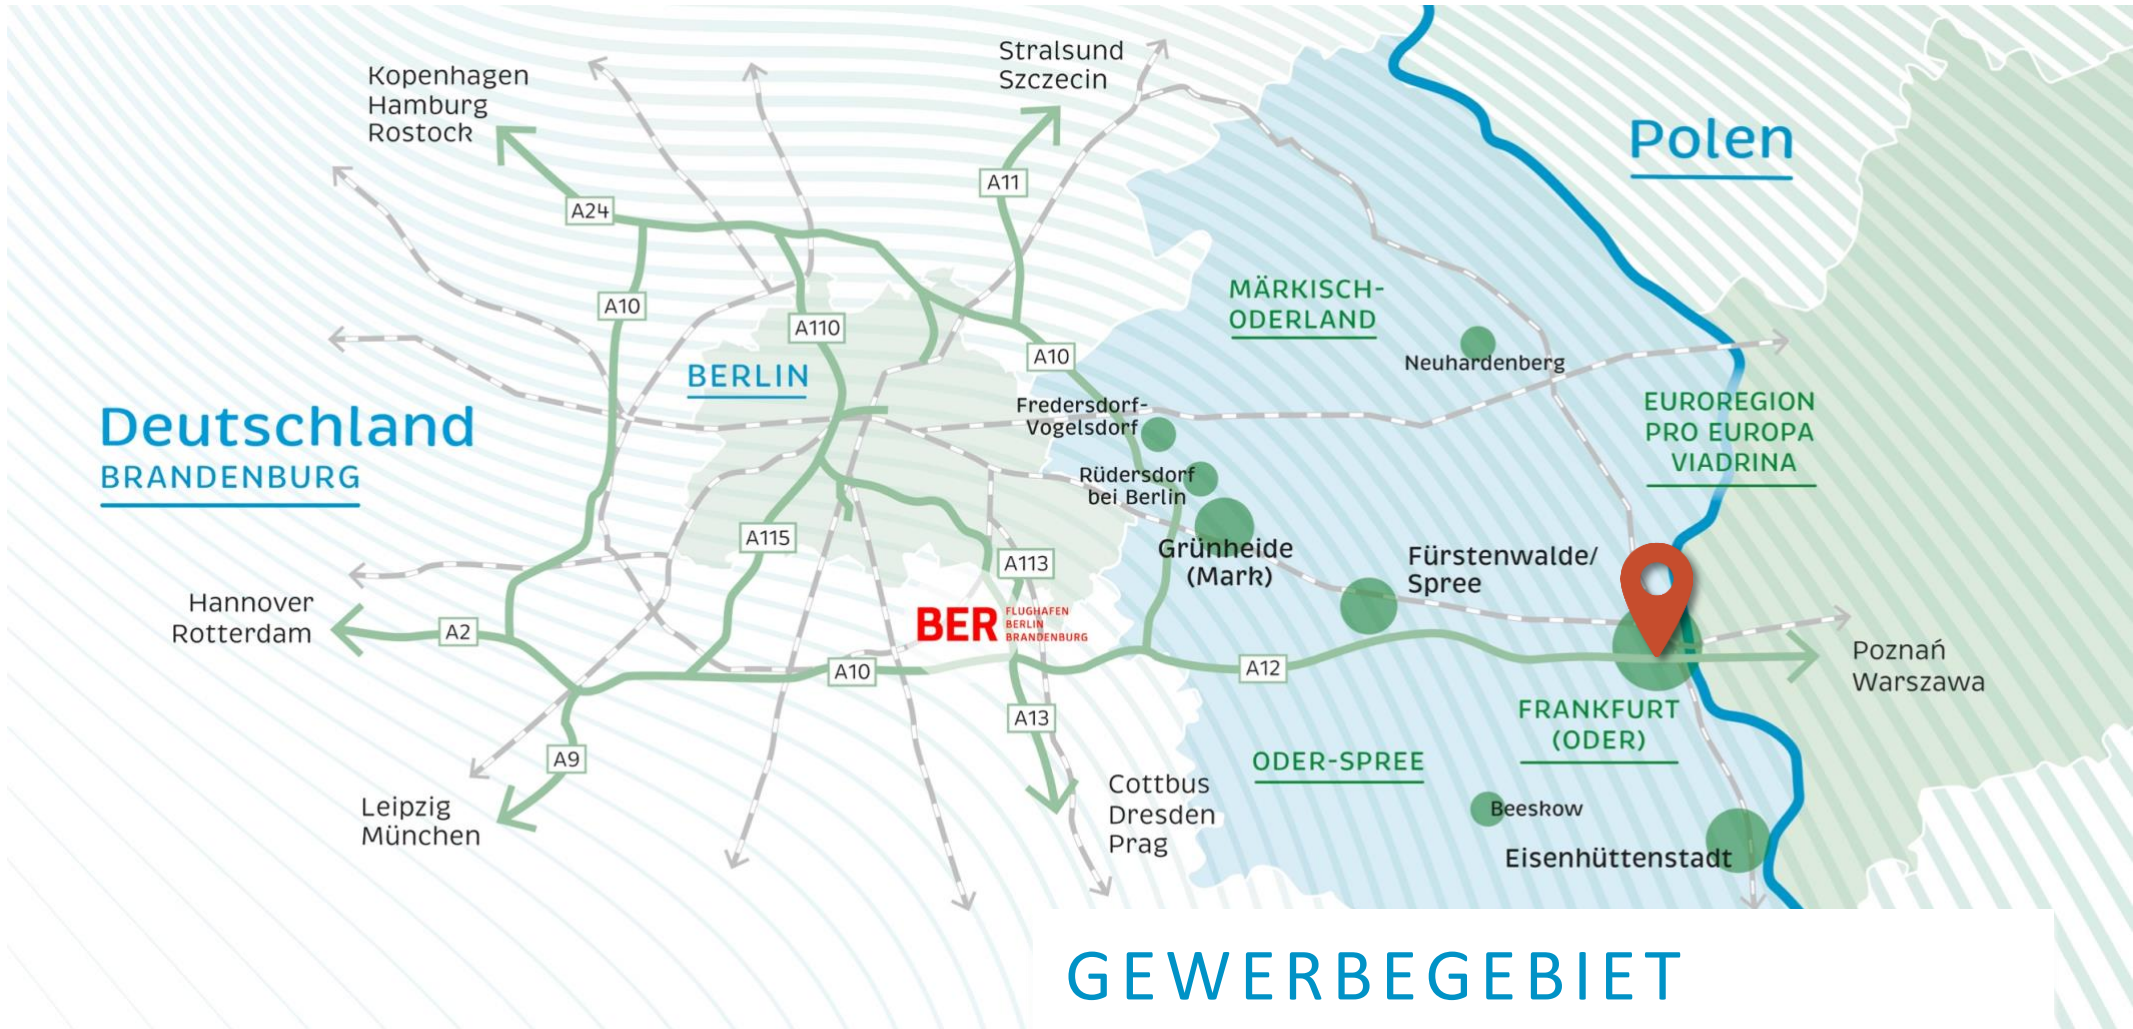 Kopenhagen
Hamburg
Rostock
Stralsund
Szczecin
Polen
A24
A11
A10
A110
A10
MÄRKISCH-
ODERLAND
Neuhardenberg
BERLIN
Deutschland
BRANDENBURG
Fredersdorf-
Vogelsdorf
EUROREGION
PRO EUROPA
VIADRINA
Rüdersdorf
bei Berlin
A115
A113
Grünheide
(Mark)
Fürstenwalde/
Spree
Hannover
Rotterdam
A2
BER
FLUGHAFEN
BERLIN
BRANDENBURG
A10
A12
Poznań
Warszawa
A13
FRANKFURT
(ODER)
A9
ODER-SPREE
Leipzig
München
Cottbus
Dresden
Prag
Beeskow
Eisenhüttenstadt
GEWERBEGEBIET